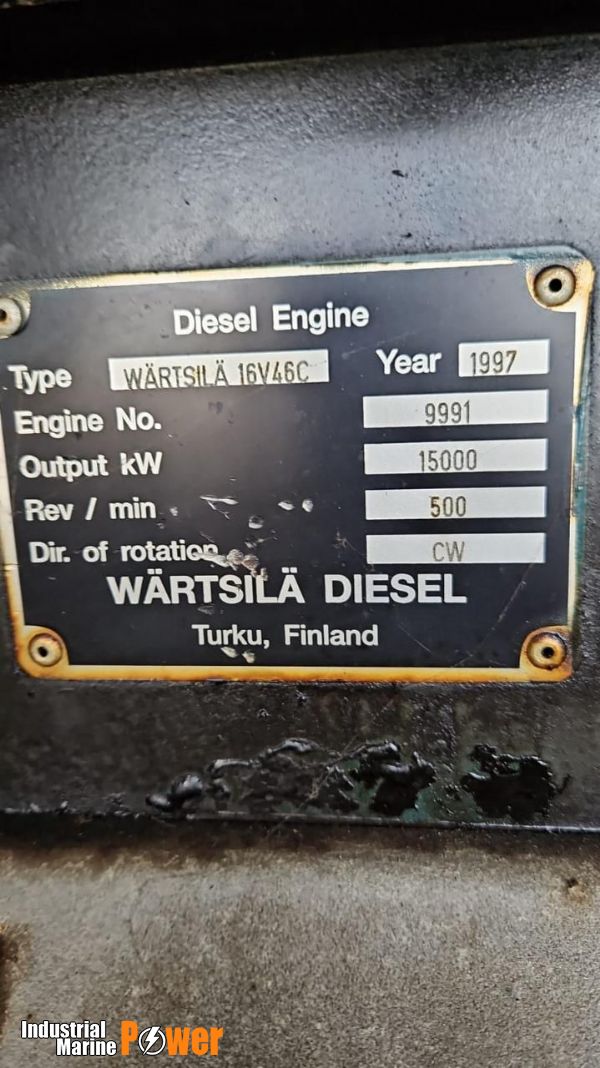 Diesel Engine
Type WÄRTSILÄ 16V46C Year 1997
Engine No. 9991
Output kW 15000
Rev / min 500
Dir. of rotation CW
WÄRTSILÄ DIESEL
Turku, Finland
Industrial
Marine Power